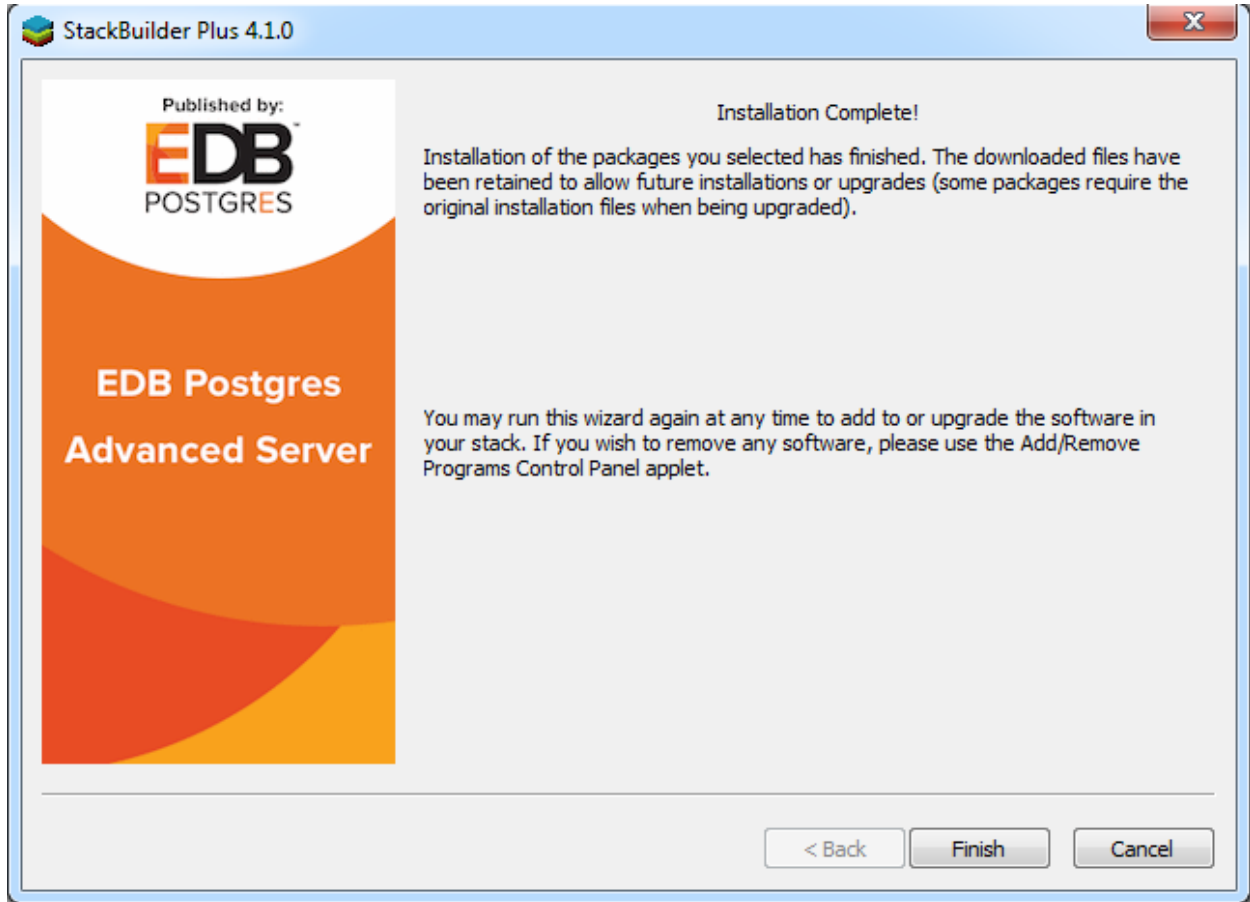 StackBuilder Plus 4.1.0
Published by:
EDB™
POSTGRES
EDB Postgres
Advanced Server
Installation Complete!
Installation of the packages you selected has finished. The downloaded files have
been retained to allow future installations or upgrades (some packages require the
original installation files when being upgraded).
You may run this wizard again at any time to add to or upgrade the software in
your stack. If you wish to remove any software, please use the Add/Remove
Programs Control Panel applet.
< Back
Finish
Cancel